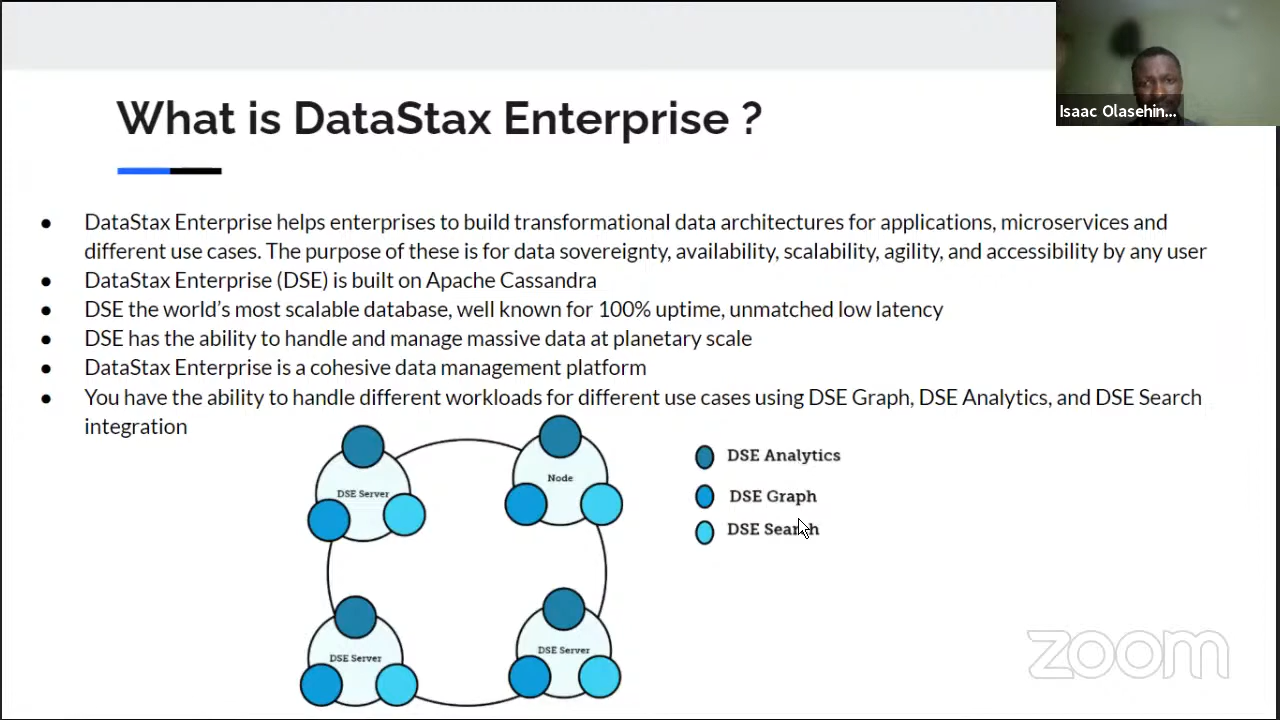 What is DataStax Enterprise ?
Isaac Olasehin...
● DataStax Enterprise helps enterprises to build transformational data architectures for applications, microservices and
different use cases. The purpose of these is for data sovereignty, availability, scalability, agility, and accessibility by any user
● DataStax Enterprise (DSE) is built on Apache Cassandra
● DSE the world’s most scalable database, well known for 100% uptime, unmatched low latency
● DSE has the ability to handle and manage massive data at planetary scale
● DataStax Enterprise is a cohesive data management platform
● You have the ability to handle different workloads for different use cases using DSE Graph, DSE Analytics, and DSE Search
integration
DSE Server
Node
DSE Server
DSE Server
DSE Analytics
DSE Graph
DSE Search
zoom